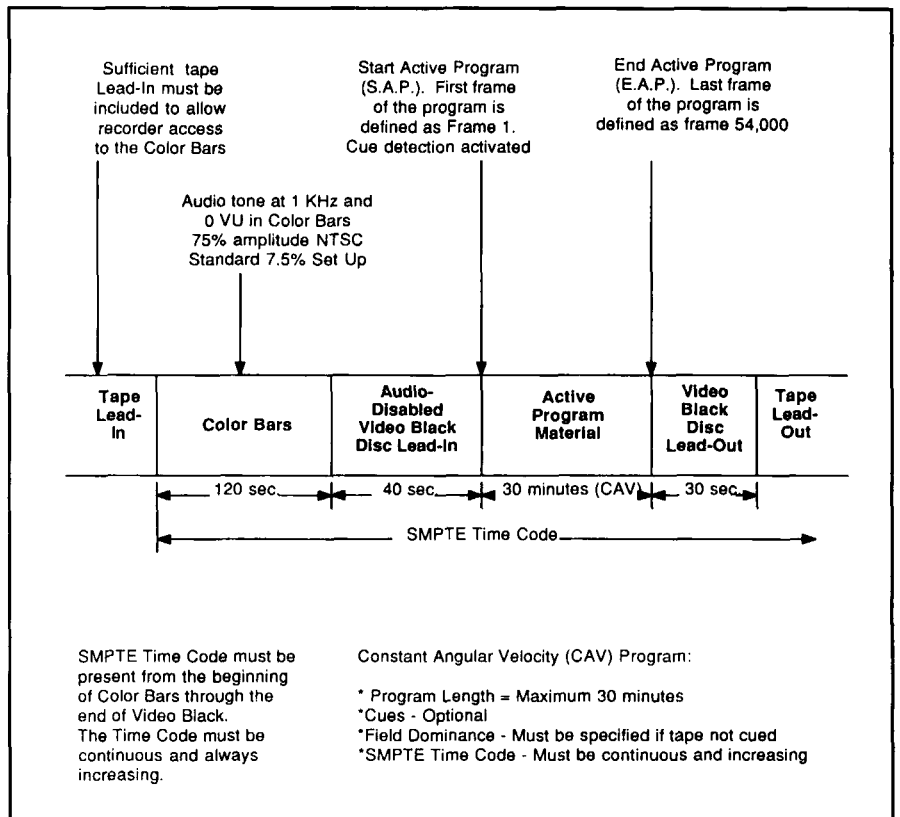 Sufficient tape
Lead-In must be
included to allow
recorder access
to the Color Bars
Start Active Program
(S.A.P.). First frame
of the program is
defined as Frame 1.
Cue detection activated
End Active Program
(E.A.P.). Last frame
of the program is
defined as frame 54,000
Audio tone at 1 KHz and
0 VU in Color Bars
75% amplitude NTSC
Standard 7.5% Set Up
Tape
Lead-
In
Color Bars
Audio-
Disabled
Video Black
Disc Lead-In
Active
Program
Material
Video
Black
Disc
Lead-Out
Tape
Lead-
Out
120 sec.
40 sec.
30 minutes (CAV)
30 sec.
SMPTE Time Code
SMPTE Time Code must be
present from the beginning
of Color Bars through the
end of Video Black.
The Time Code must be
continuous and always
increasing.
Constant Angular Velocity (CAV) Program:
* Program Length = Maximum 30 minutes
*Cues - Optional
*Field Dominance - Must be specified if tape not cued
*SMPTE Time Code - Must be continuous and increasing